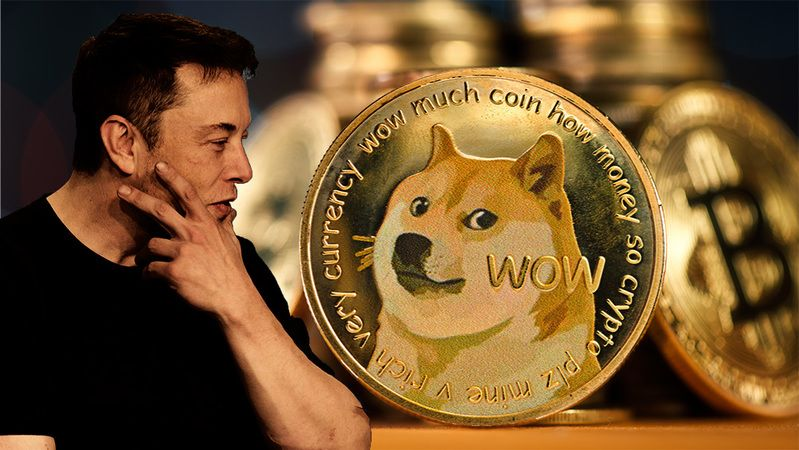 very currency wow much coin how money so crypto plz mine v rich
wow
B